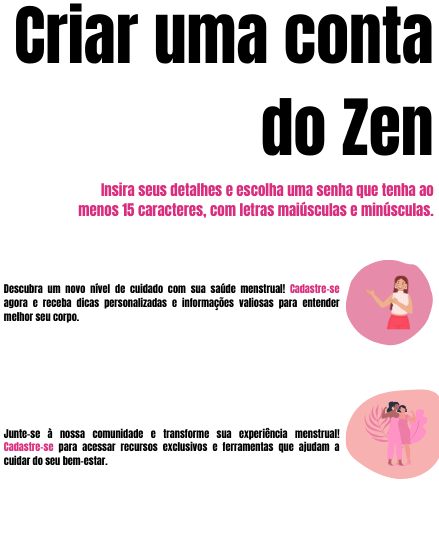 Criar uma conta
do Zen
Insira seus detalhes e escolha uma senha que tenha ao
menos 15 caracteres, com letras maiúsculas e minúsculas.
Descubra um novo nível de cuidado com sua saúde menstrual! Cadastre-se
agora e receba dicas personalizadas e informações valiosas para entender
melhor seu corpo.
Junte-se à nossa comunidade e transforme sua experiência menstrual!
Cadastre-se para acessar recursos exclusivos e ferramentas que ajudam a
cuidar do seu bem-estar.